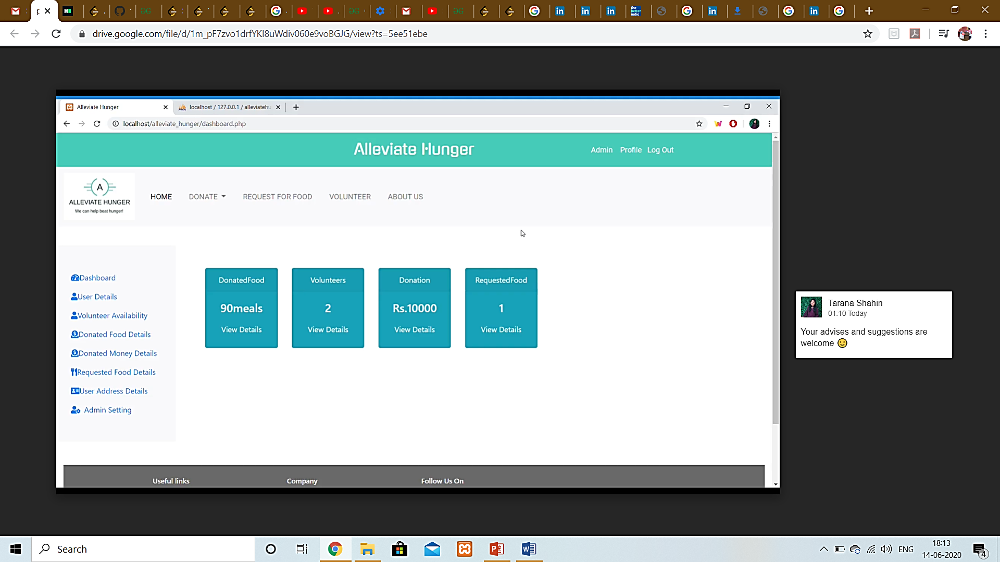 drive.google.com/file/d/1m_pF7zvo1drfYKI8uWdiv060e9voBGJG/view?ts=5ee51ebe
Alleviate Hunger
localhost / 127.0.0.1 / alleviatehu
localhost/alleviate_hunger/dashboard.php
Alleviate Hunger
Admin Profile Log Out
A
ALLEVIATE HUNGER
We can help beat hunger!
HOME DONATE REQUEST FOR FOOD VOLUNTEER ABOUT US
Dashboard
User Details
Volunteer Availability
Donated Food Details
Donated Money Details
Requested Food Details
User Address Details
Admin Setting
DonatedFood
90meals
View Details
Volunteers
2
View Details
Donation
Rs.10000
View Details
RequestedFood
1
View Details
Useful links Company Follow Us On
Tarana Shahin
01:10 Today
Your advises and suggestions are
welcome 🙂
Search
ENG
18:13
14-06-2020
4